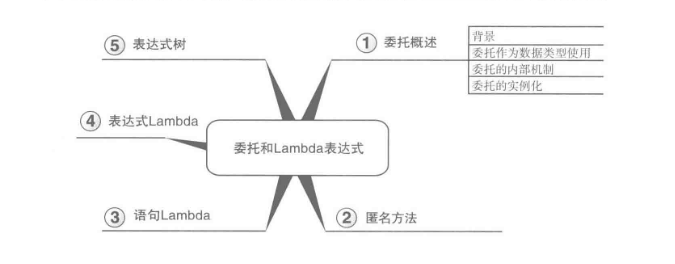 ⑤ 表达式树
① 委托概述
背景
委托作为数据类型使用
委托的内部机制
委托的实例化
④ 表达式Lambda
委托和Lambda表达式
③ 语句Lambda
② 匿名方法